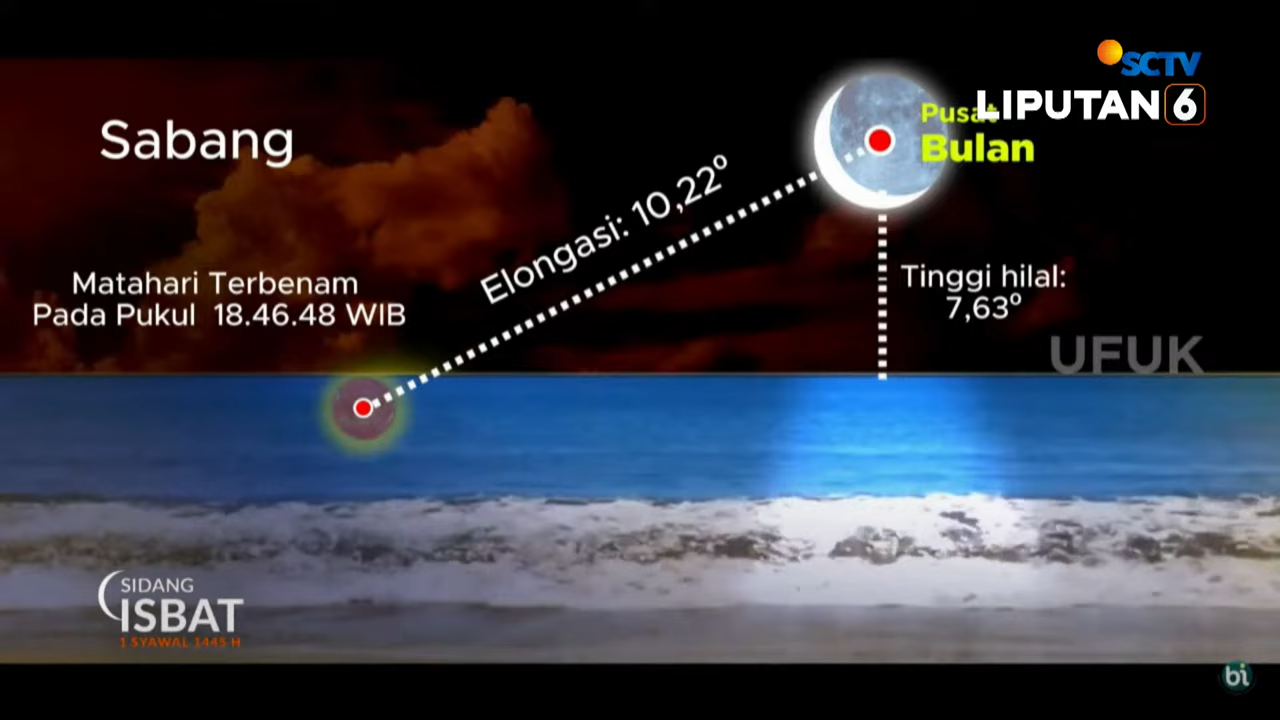 SCTV
LIPUTAN 6
Sabang
Pusat
Bulan
Elongasi: 10,22°
Matahari Terbenam
Pada Pukul 18.46.48 WIB
Tinggi hilal:
7,63°
UFUK
SIDANG
ISBAT
1 SYAWAL 1445 H
bi